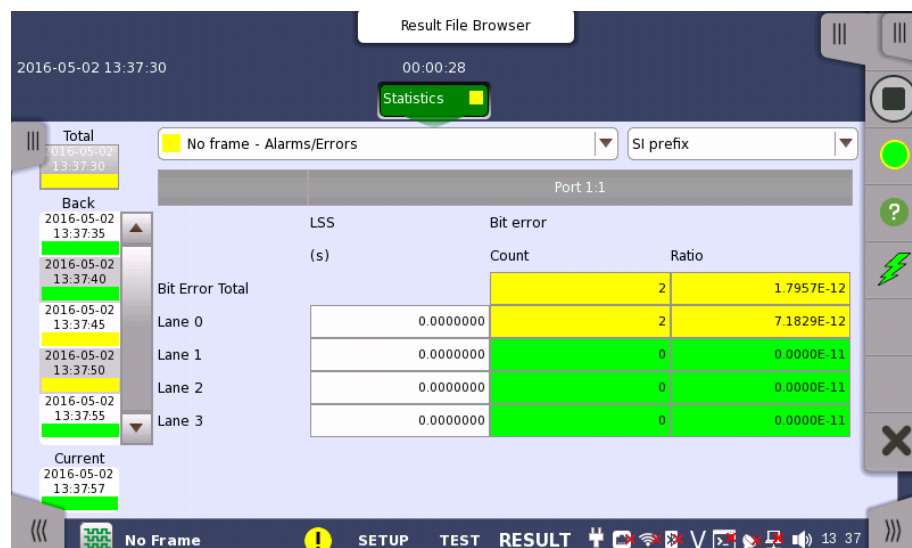 Result File Browser
2016-05-02 13:37:30
00:00:28
Statistics
Total
2016-05-02
13:37:30
No frame - Alarms/Errors
SI prefix
Port 1:1
Back
2016-05-02
13:37:35
2016-05-02
13:37:40
2016-05-02
13:37:45
2016-05-02
13:37:50
2016-05-02
13:37:55
Current
2016-05-02
13:37:57
LSS Bit error
(s) Count Ratio
Bit Error Total 2 1.7957E-12
Lane 0 0.0000000 2 7.1829E-12
Lane 1 0.0000000 0 0.0000E-11
Lane 2 0.0000000 0 0.0000E-11
Lane 3 0.0000000 0 0.0000E-11
No Frame SETUP TEST RESULT V 13 37